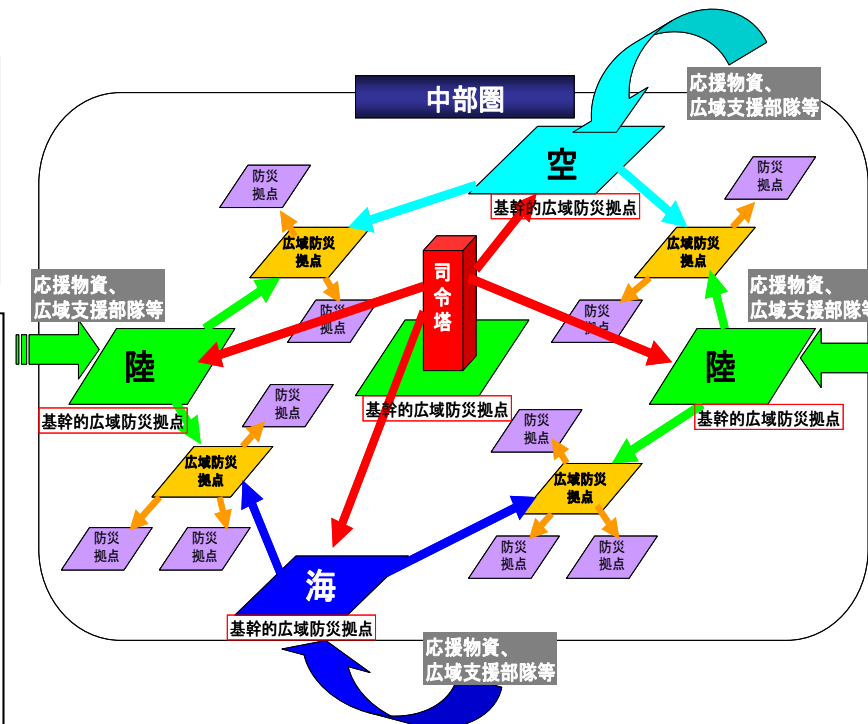 中部圏
応援物資、
広域支援部隊等
空
基幹的広域防災拠点
防災
拠点
防災
拠点
広域防災
拠点
広域防災
拠点
司
令
塔
応援物資、
広域支援部隊等
応援物資、
広域支援部隊等
防災
拠点
防災
拠点
陸
陸
基幹的広域防災拠点
基幹的広域防災拠点
基幹的広域防災拠点
防災
拠点
防災
拠点
広域防災
拠点
広域防災
拠点
防災
拠点
防災
拠点
防災
拠点
防災
拠点
海
基幹的広域防災拠点
応援物資、
広域支援部隊等